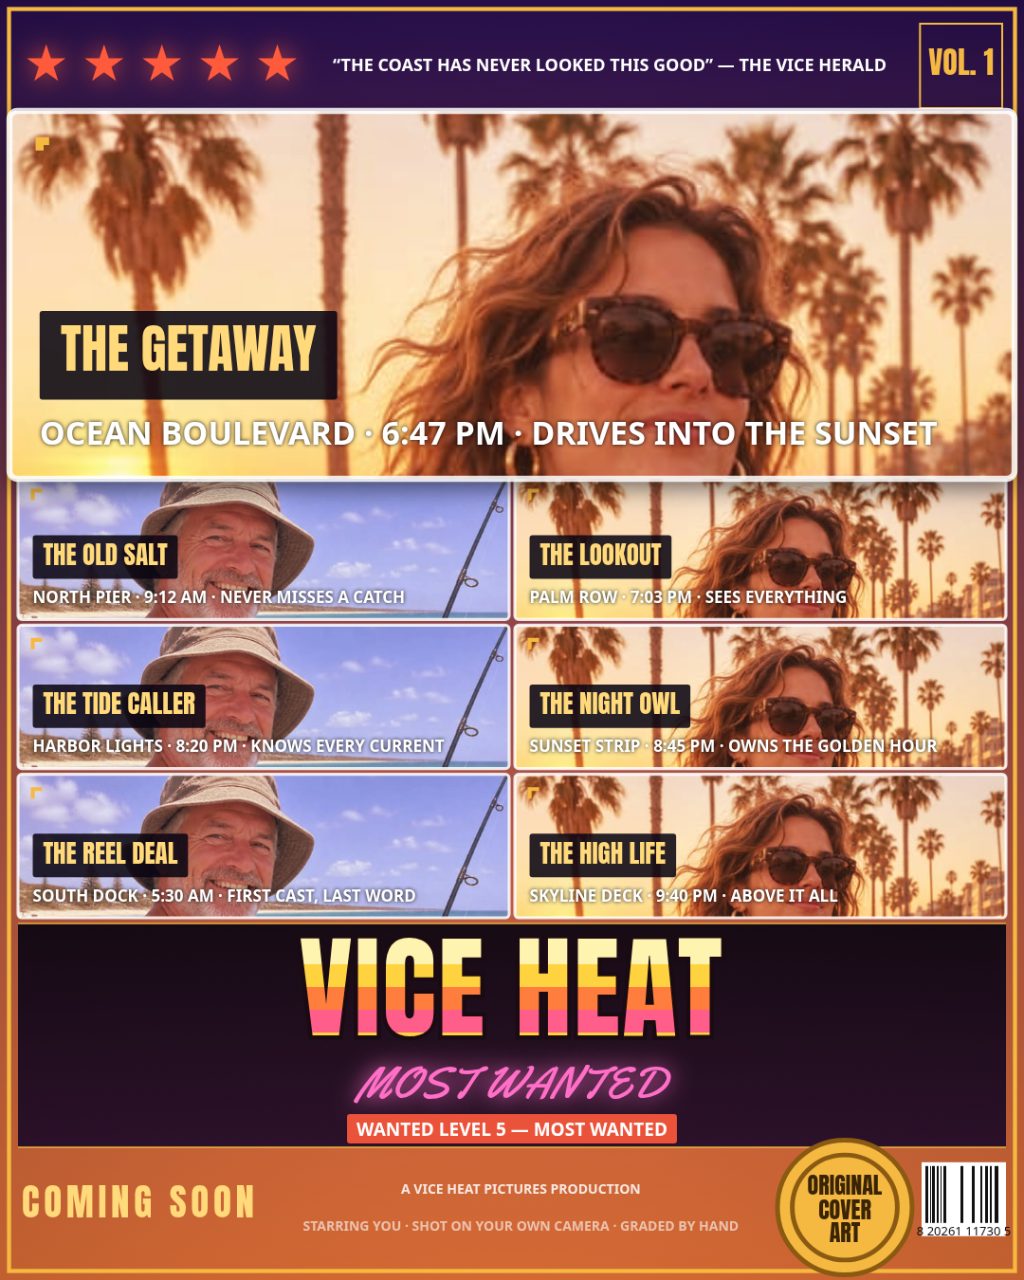 “THE COAST HAS NEVER LOOKED THIS GOOD” — THE VICE HERALD
VOL. 1
THE GETAWAY
OCEAN BOULEVARD · 6:47 PM · DRIVES INTO THE SUNSET
THE OLD SALT
NORTH PIER · 9:12 AM · NEVER MISSES A CATCH
THE LOOKOUT
PALM ROW · 7:03 PM · SEES EVERYTHING
THE TIDE CALLER
HARBOR LIGHTS · 8:20 PM · KNOWS EVERY CURRENT
THE NIGHT OWL
SUNSET STRIP · 8:45 PM · OWNS THE GOLDEN HOUR
THE REEL DEAL
SOUTH DOCK · 5:30 AM · FIRST CAST, LAST WORD
THE HIGH LIFE
SKYLINE DECK · 9:40 PM · ABOVE IT ALL
VICE HEAT
MOST WANTED
WANTED LEVEL 5 — MOST WANTED
COMING SOON
A VICE HEAT PICTURES PRODUCTION
STARRING YOU · SHOT ON YOUR OWN CAMERA · GRADED BY HAND
ORIGINAL
COVER
ART
8 20261 11730 5